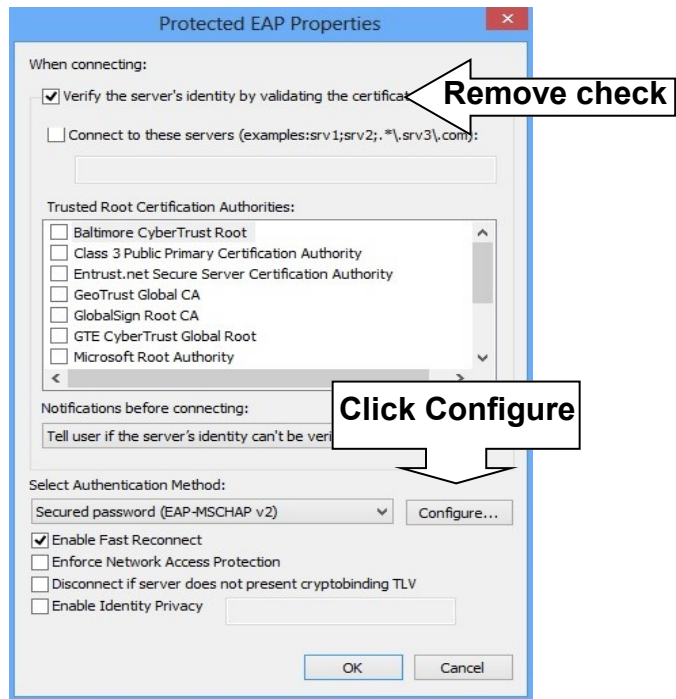 Protected EAP Properties
When connecting:
Verify the server's identity by validating the certificat
Remove check
Connect to these servers (examples:srv1;srv2;.*\.srv3\.com):
Trusted Root Certification Authorities:
Baltimore CyberTrust Root
Class 3 Public Primary Certification Authority
Entrust.net Secure Server Certification Authority
GeoTrust Global CA
GlobalSign Root CA
GTE CyberTrust Global Root
Microsoft Root Authority
Notifications before connecting:
Click Configure
Tell user if the server's identity can't be veri
Select Authentication Method:
Secured password (EAP-MSCHAP v2)
Configure...
Enable Fast Reconnect
Enforce Network Access Protection
Disconnect if server does not present cryptobinding TLV
Enable Identity Privacy
OK Cancel